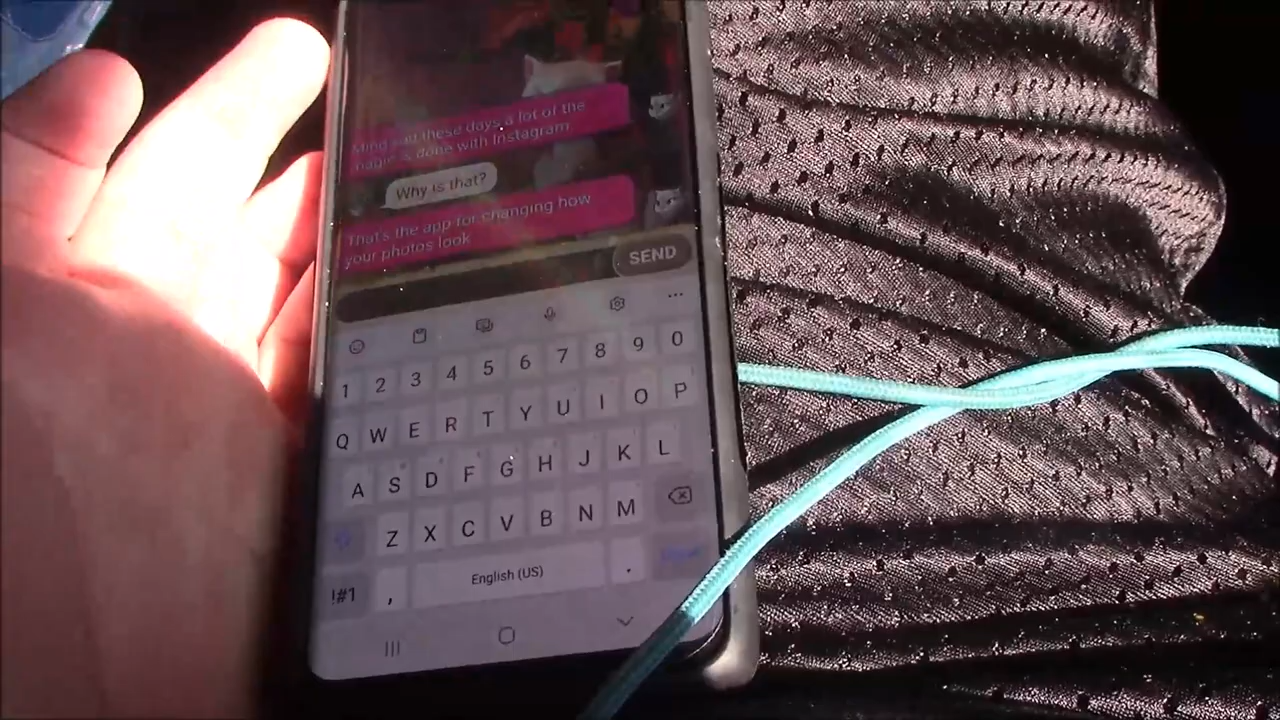 Mind you these days a lot of the
magic is done with Instagram
Why is that?
That's the app for changing how
your photos look
SEND
1 2 3 4 5 6 7 8 9 0
Q W E R T Y U I O P
A S D F G H J K L
Z X C V B N M
!#1 , English (US) .